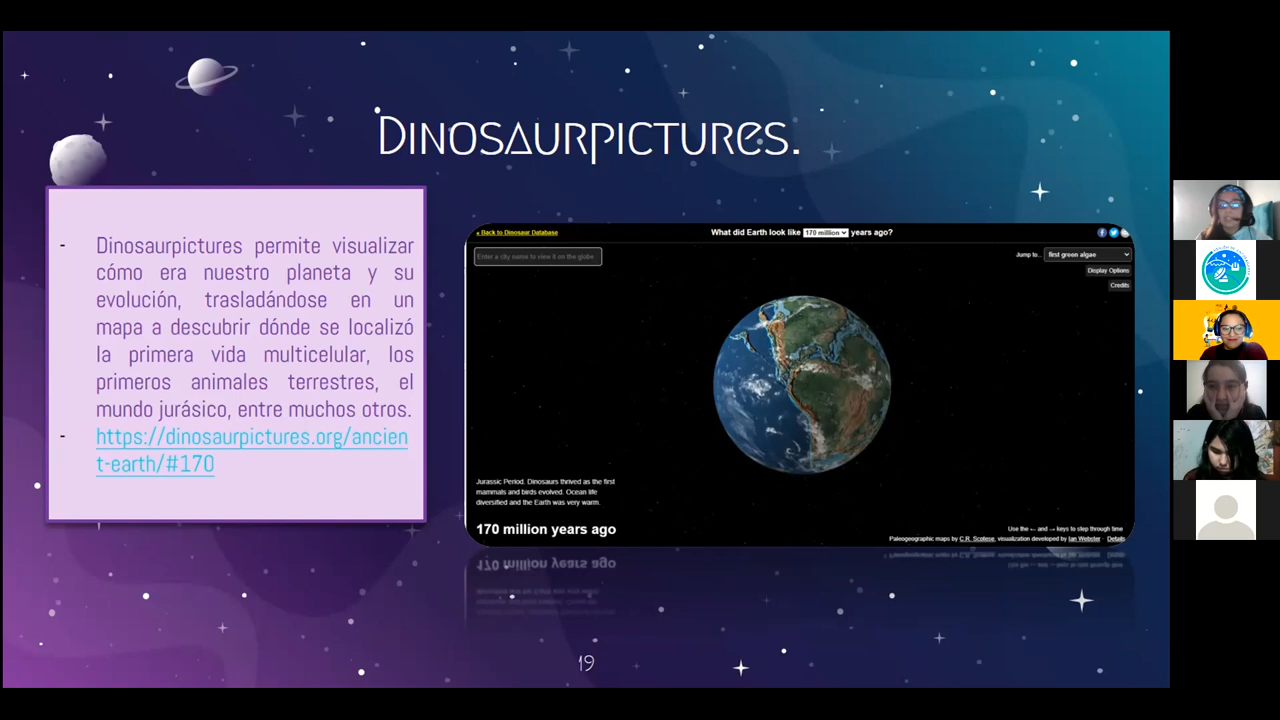 Dinosaurpictures.
- Dinosaurpictures permite visualizar
cómo era nuestro planeta y su
evolución, trasladándose en un
mapa a descubrir dónde se localizó
la primera vida multicelular, los
primeros animales terrestres, el
mundo jurásico, entre muchos otros.
- https://dinosaurpictures.org/ancien
t-earth/#170
« Back to Dinosaur Database
What did Earth look like 170 million years ago?
Enter a city name to view it on the globe
Jump to... first green algae
Display Options
Credits
Jurassic Period. Dinosaurs thrived as the first
mammals and birds evolved. Ocean life
diversified and the Earth was very warm.
170 million years ago
Use the ← and → keys to step through time
Paleogeographic maps by C.R. Scotese, visualization developed by Ian Webster · Details
19